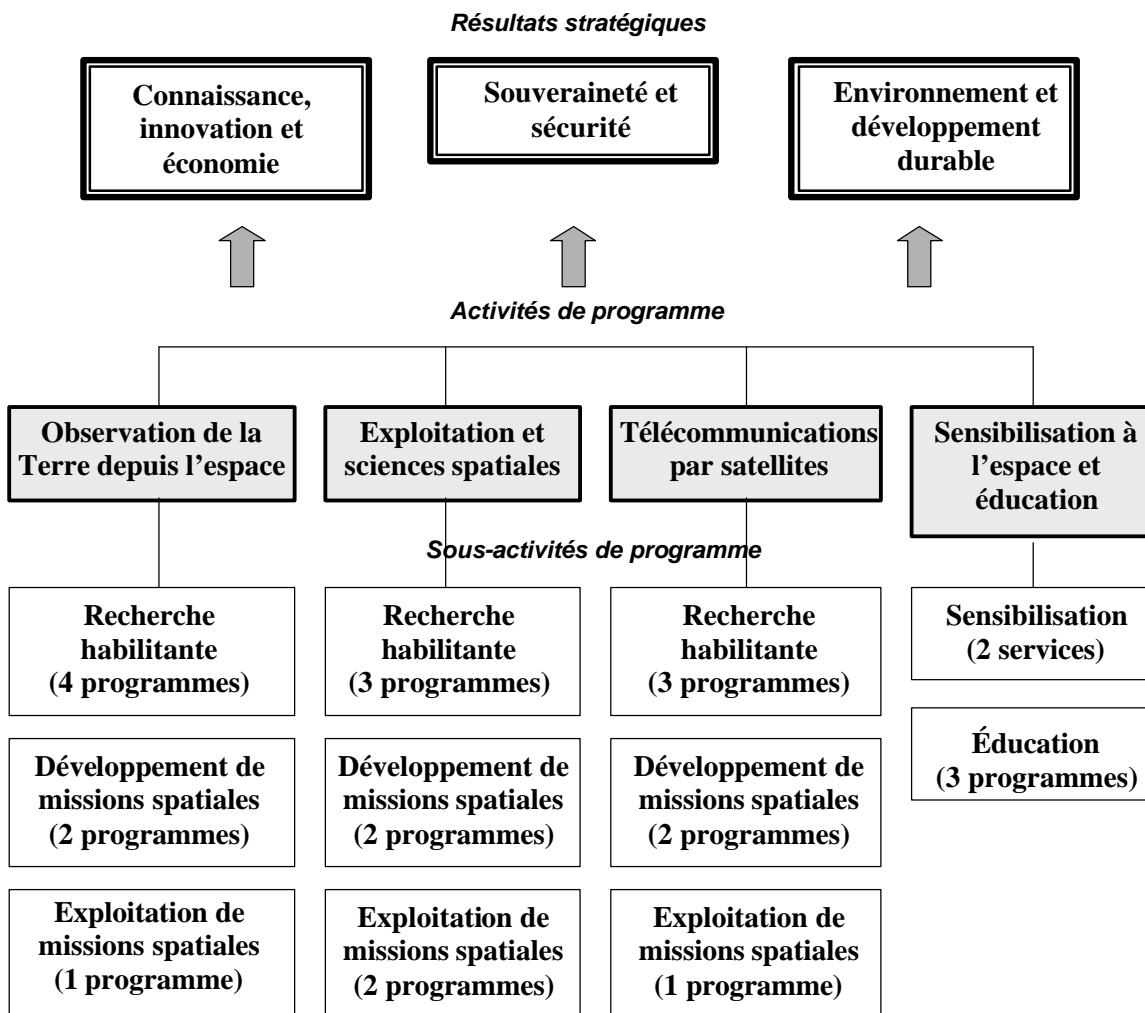 Résultats stratégiques
Connaissance,
innovation et
économie
Souveraineté et
sécurité
Environnement et
développement
durable
Activités de programme
Observation de la
Terre depuis l’espace
Exploitation et
sciences spatiales
Télécommunications
par satellites
Sensibilisation à
l’espace et
éducation
Sous-activités de programme
Recherche
habilitante
(4 programmes)
Recherche
habilitante
(3 programmes)
Recherche
habilitante
(3 programmes)
Sensibilisation
(2 services)
Développement de
missions spatiales
(2 programmes)
Développement de
missions spatiales
(2 programmes)
Développement de
missions spatiales
(2 programmes)
Éducation
(3 programmes)
Exploitation de
missions spatiales
(1 programme)
Exploitation de
missions spatiales
(2 programmes)
Exploitation de
missions spatiales
(1 programme)